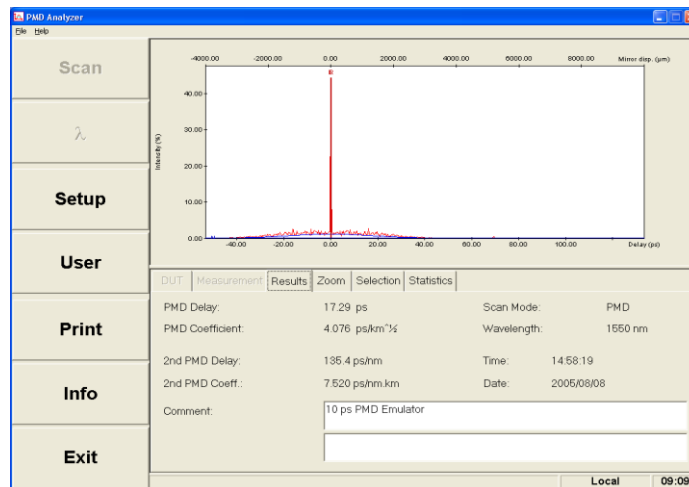 PMD Analyzer
File Help
Scan
λ
Setup
User
Print
Info
Exit
-4000.00 -2000.00 0.00 2000.00 4000.00 6000.00 8000.00 Mirror disp. (µm)
Intensity (%)
40.00
30.00
20.00
10.00
0.00
-40.00 -20.00 0.00 20.00 40.00 60.00 80.00 100.00 Delay (ps)
DUT Measurement Results Zoom Selection Statistics
PMD Delay: 17.29 ps Scan Mode: PMD
PMD Coefficient: 4.076 ps/km^½ Wavelength: 1550 nm
2nd PMD Delay: 135.4 ps/nm Time: 14:58:19
2nd PMD Coeff.: 7.520 ps/nm.km Date: 2005/08/08
Comment: 10 ps PMD Emulator
Local 09:09